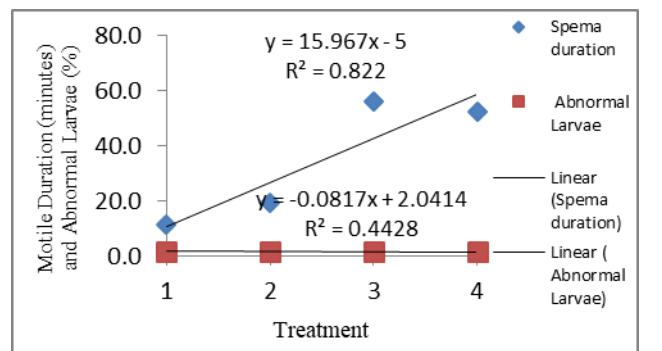 Motile Duration (minutes)
and Abnormal Larvae (%)
80.0
60.0
40.0
20.0
0.0
y = 15.967x - 5
R² = 0.822
y = -0.0817x + 2.0414
R² = 0.4428
1 2 3 4
Treatment
Spema
duration
Abnormal
Larvae
Linear
(Spema
duration)
Linear (
Abnormal
Larvae)